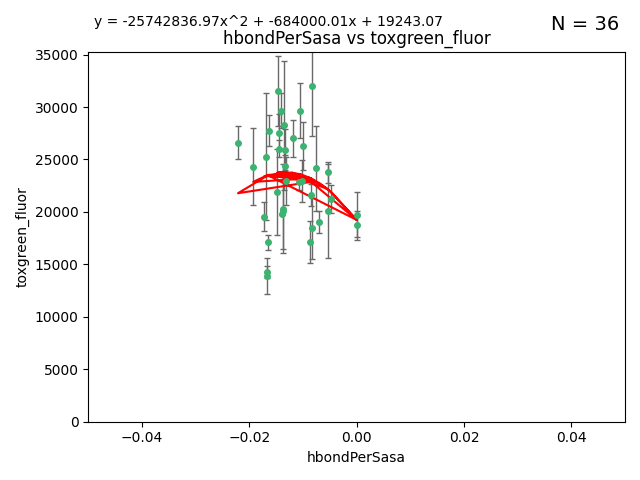 y = -25742836.97x^2 + -684000.01x + 19243.07
N = 36
hbondPerSasa vs toxgreen_fluor
35000
30000
25000
20000
15000
10000
5000
0
toxgreen_fluor
−0.04
−0.02
0.00
0.02
0.04
hbondPerSasa